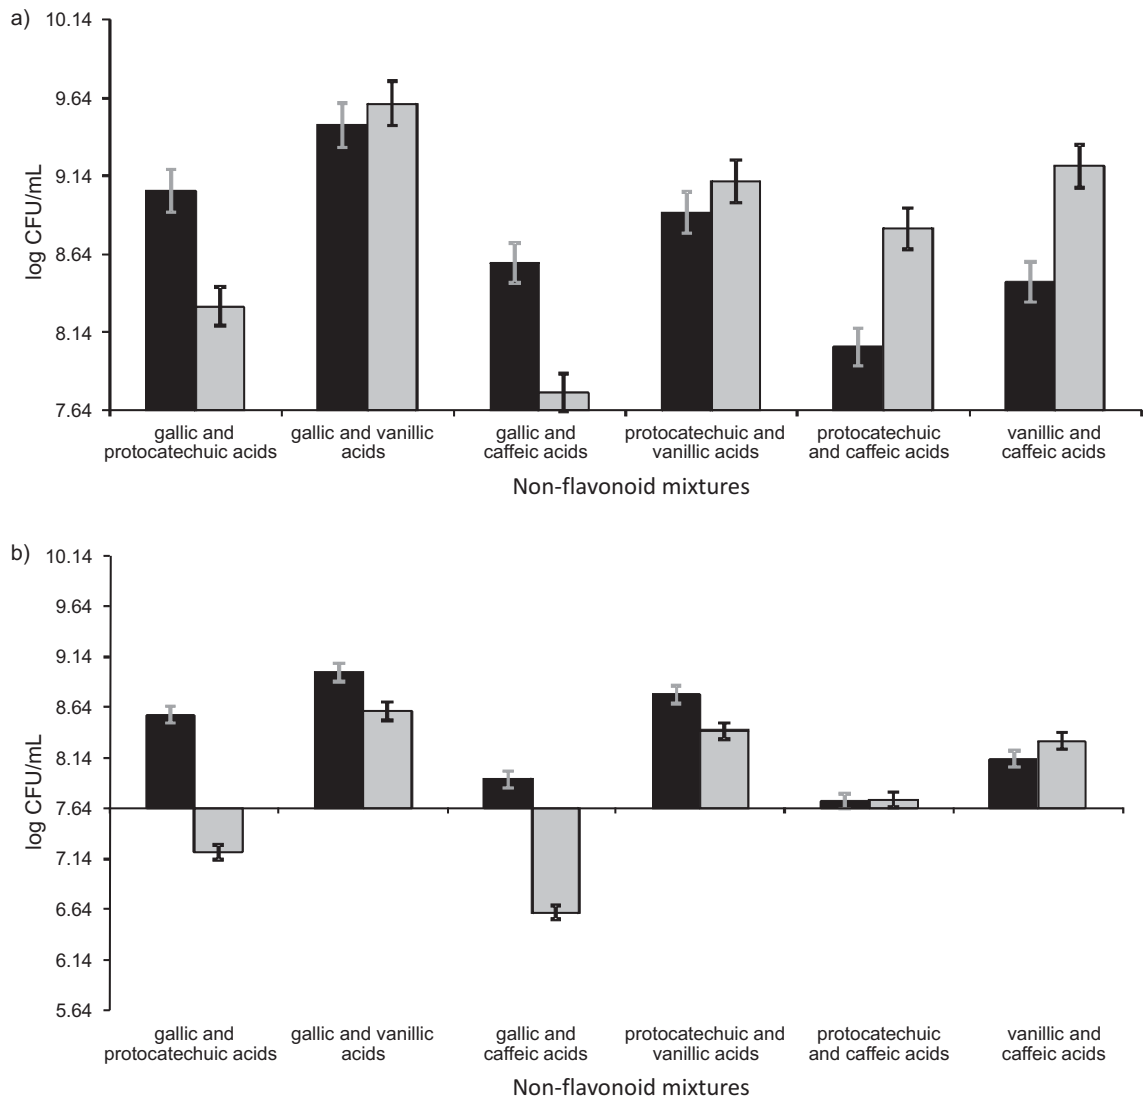 a)
10.14
9.64
9.14
8.64
8.14
7.64
log CFU/mL
gallic and
protocatechuic acids
gallic and vanillic
acids
gallic and
caffeic acids
protocatechuic and
vanillic acids
protocatechuic
and caffeic acids
vanillic and
caffeic acids
Non-flavonoid mixtures
b)
10.14
9.64
9.14
8.64
8.14
7.64
7.14
6.64
6.14
5.64
log CFU/mL
gallic and
protocatechuic acids
gallic and vanillic
acids
gallic and
caffeic acids
protocatechuic and
vanillic acids
protocatechuic
and caffeic acids
vanillic and
caffeic acids
Non-flavonoid mixtures